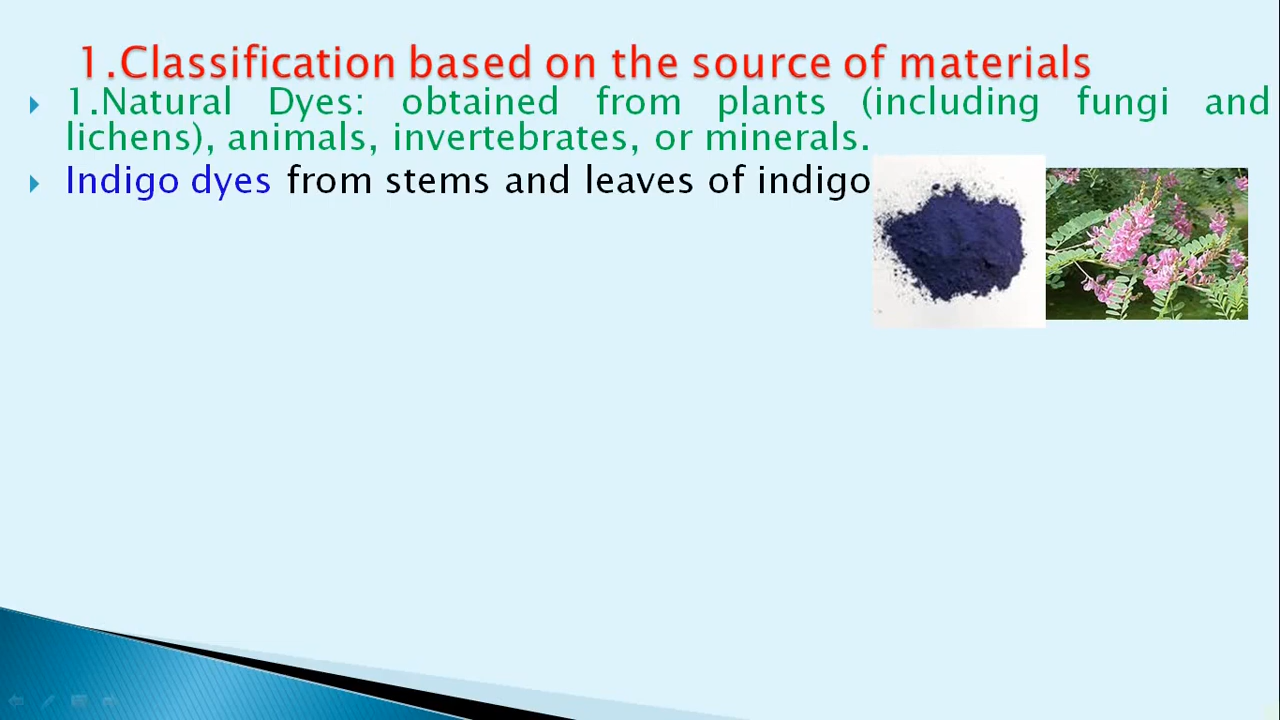 1.Classification based on the source of materials
1.Natural Dyes: obtained from plants (including fungi and
lichens), animals, invertebrates, or minerals.
Indigo dyes from stems and leaves of indigo